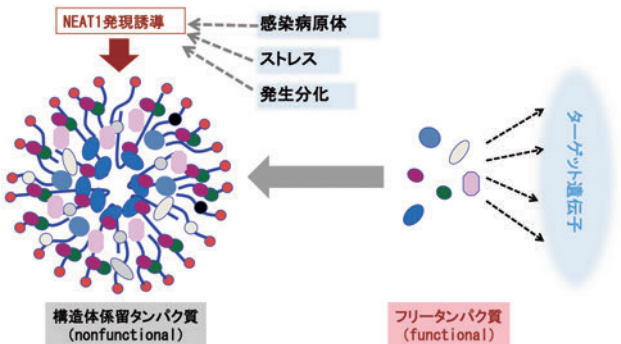 NEAT1発現誘導
感染病原体
ストレス
発生分化
ターゲット遺伝子
構造体係留タンパク質
(nonfunctional)
フリータンパク質
(functional)